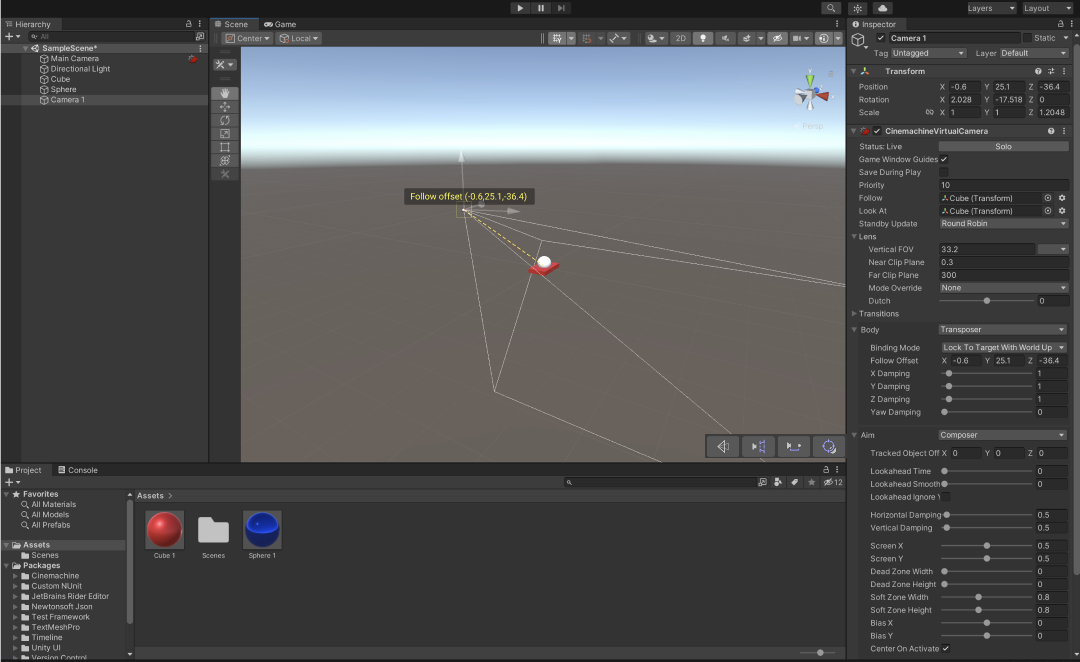 Layers
Layout
Hierarchy
All
SampleScene*
Main Camera
Directional Light
Cube
Sphere
Camera 1
Scene
Game
Center
Local
2D
Persp
Follow offset (-0.6,25.1,-36.4)
Inspector
Camera 1
Static
Tag Untagged Layer Default
Transform
Position X -0.6 Y 25.1 Z -36.4
Rotation X 2.028 Y -17.518 Z 0
Scale X 1 Y 1 Z 1.2048
CinemachineVirtualCamera
Status: Live Solo
Game Window Guides
Save During Play
Priority 10
Follow Cube (Transform)
Look At Cube (Transform)
Standby Update Round Robin
Lens
Vertical FOV 33.2
Near Clip Plane 0.3
Far Clip Plane 300
Mode Override None
Dutch 0
Transitions
Body Transposer
Binding Mode Lock To Target With World Up
Follow Offset X -0.6 Y 25.1 Z -36.4
X Damping 1
Y Damping 1
Z Damping 1
Yaw Damping 0
Aim Composer
Tracked Object Off X 0 Y 0 Z 0
Lookahead Time 0
Lookahead Smooth 0
Lookahead Ignore Y
Horizontal Damping 0.5
Vertical Damping 0.5
Screen X 0.5
Screen Y 0.5
Dead Zone Width 0
Dead Zone Height 0
Soft Zone Width 0.8
Soft Zone Height 0.8
Bias X 0
Bias Y 0
Center On Activate
Project
Console
12
Favorites
All Materials
All Models
All Prefabs
Assets
Scenes
Packages
Cinemachine
Custom NUnit
JetBrains Rider Editor
Newtonsoft Json
Test Framework
TextMeshPro
Timeline
Unity UI
Version Control
Assets
Cube 1
Scenes
Sphere 1